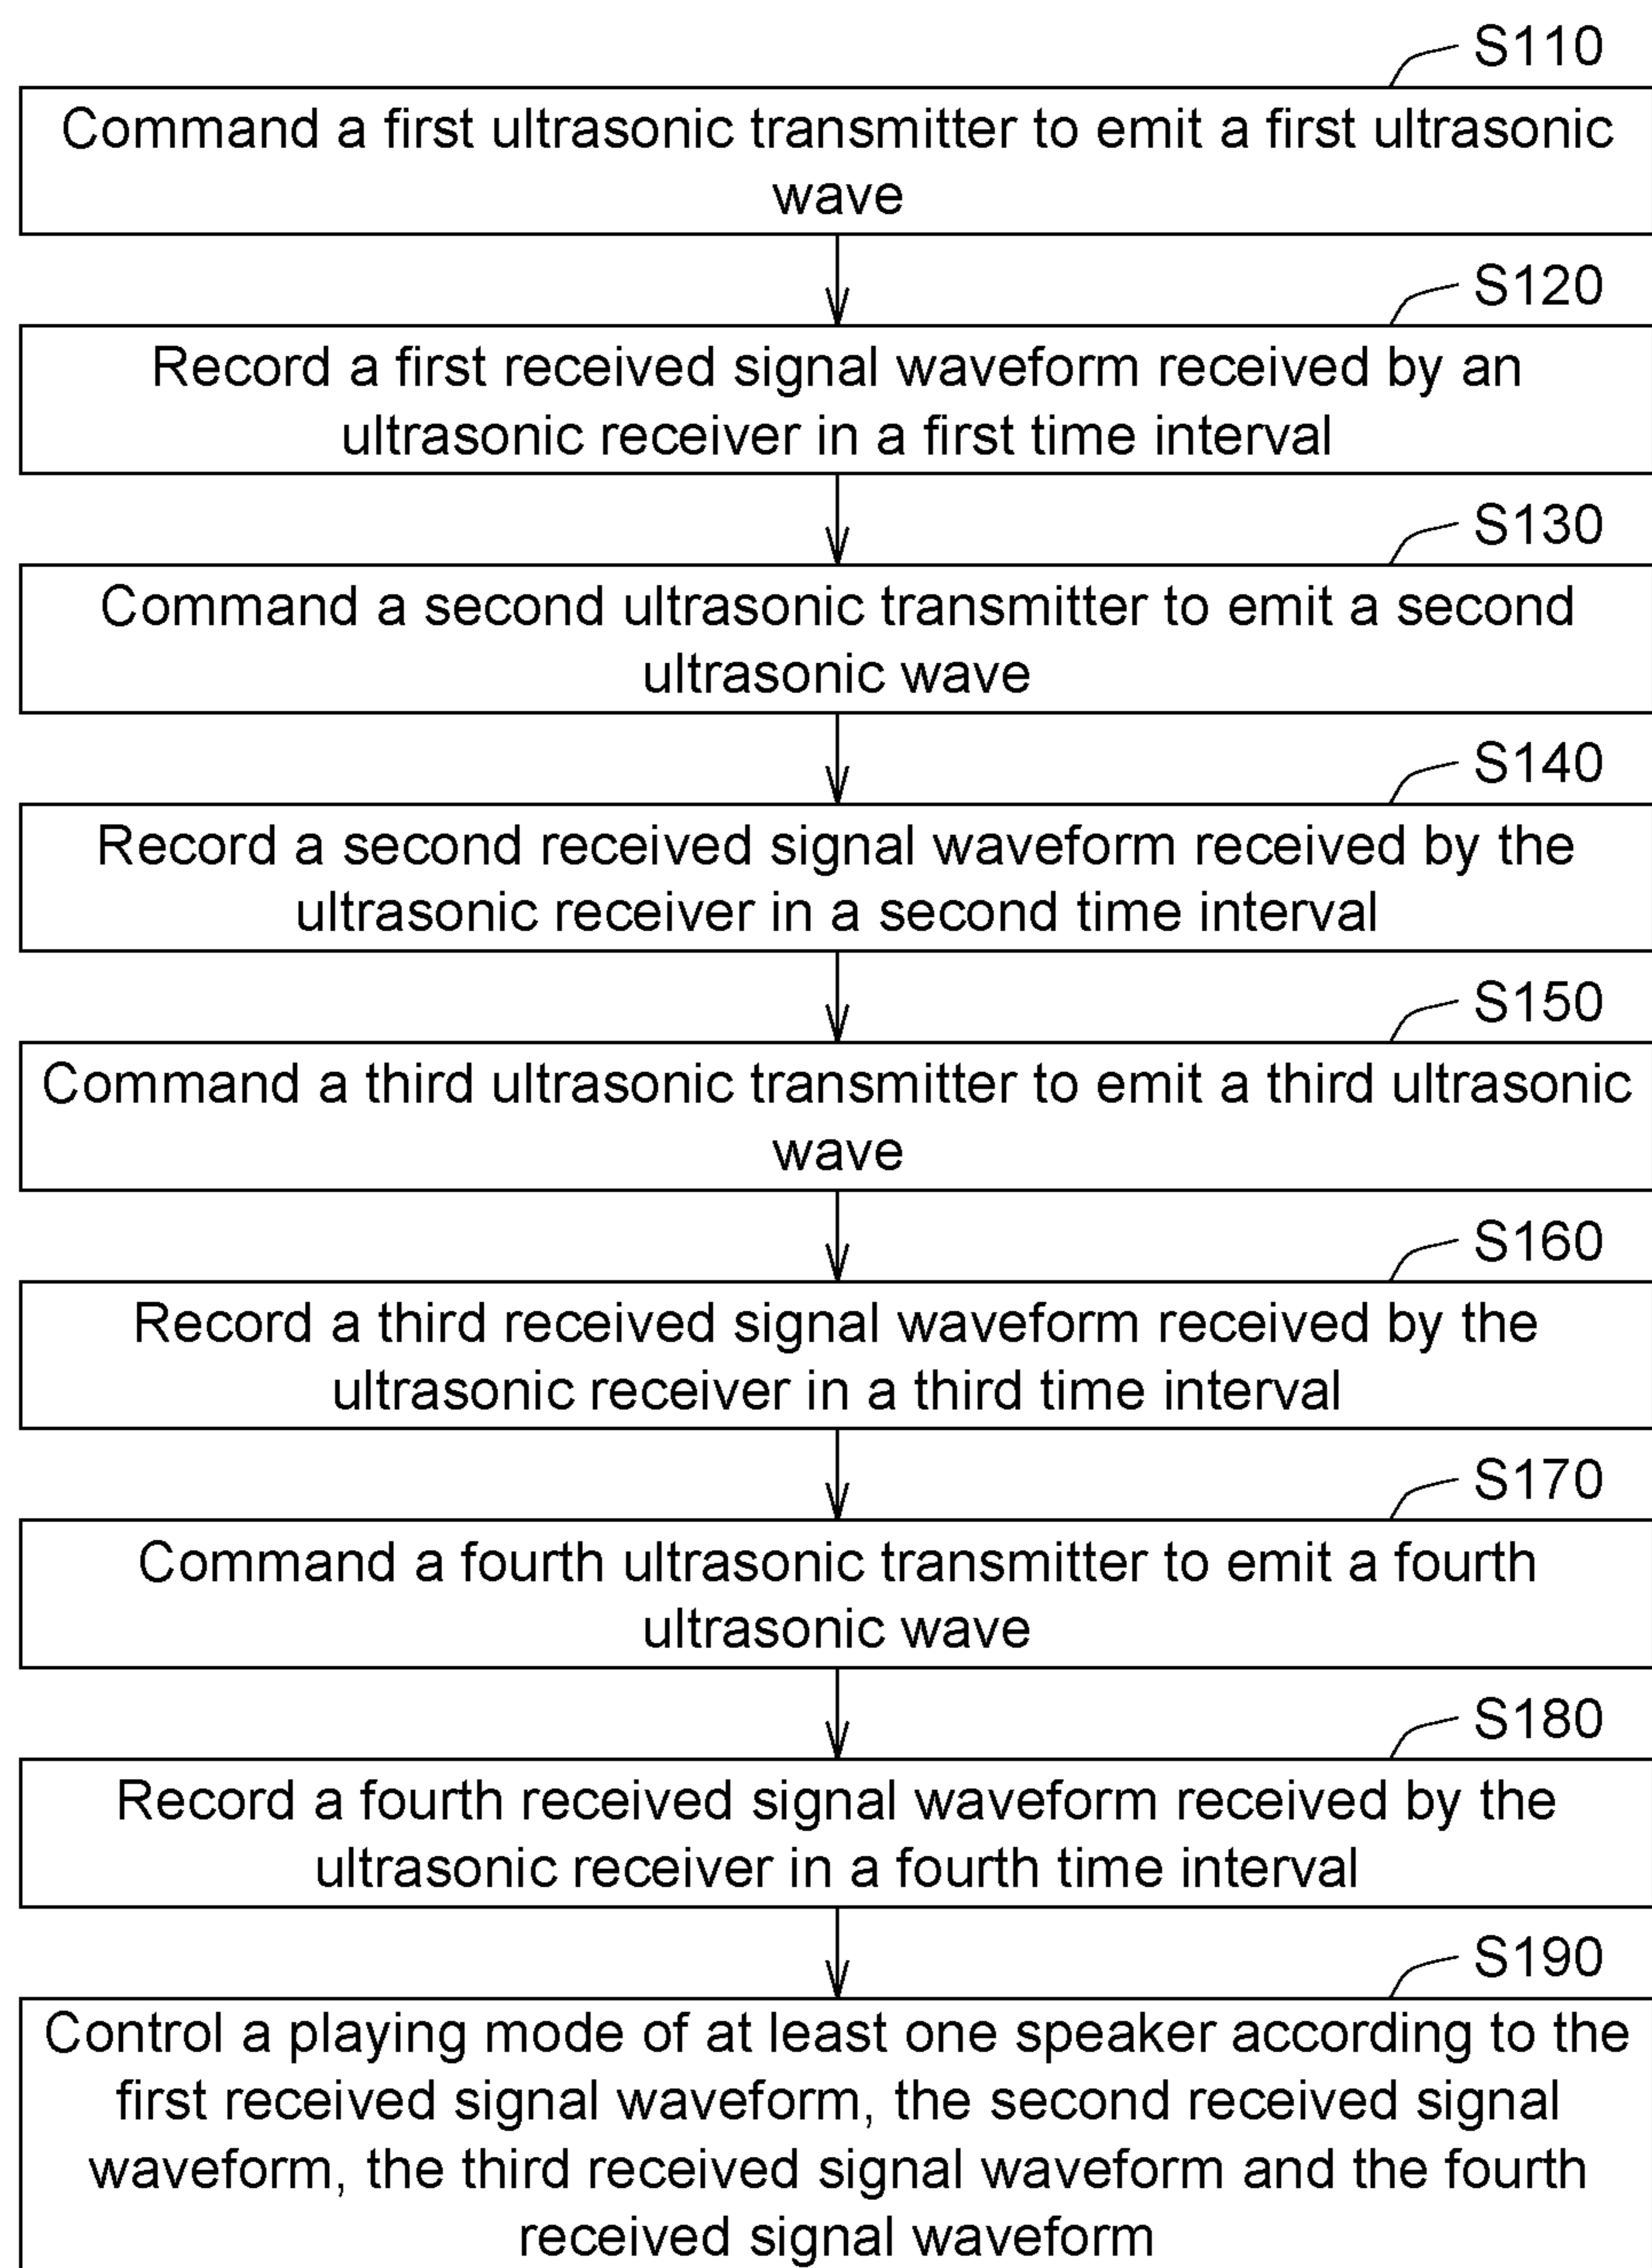 S110
Command a first ultrasonic transmitter to emit a first ultrasonic
wave
S120
Record a first received signal waveform received by an
ultrasonic receiver in a first time interval
S130
Command a second ultrasonic transmitter to emit a second
ultrasonic wave
S140
Record a second received signal waveform received by the
ultrasonic receiver in a second time interval
S150
Command a third ultrasonic transmitter to emit a third ultrasonic
wave
S160
Record a third received signal waveform received by the
ultrasonic receiver in a third time interval
S170
Command a fourth ultrasonic transmitter to emit a fourth
ultrasonic wave
S180
Record a fourth received signal waveform received by the
ultrasonic receiver in a fourth time interval
S190
Control a playing mode of at least one speaker according to the
first received signal waveform, the second received signal
waveform, the third received signal waveform and the fourth
received signal waveform